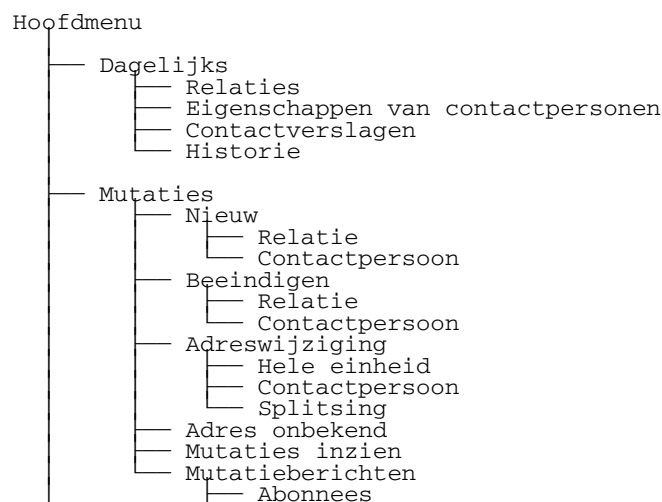 Hoofdmenu
Dagelijks
Relaties
Eigenschappen van contactpersonen
Contactverslagen
Historie
Mutaties
Nieuw
Relatie
Contactpersoon
Beeindigen
Relatie
Contactpersoon
Adreswijziging
Hele einheid
Contactpersoon
Splitsing
Adres onbekend
Mutaties inzien
Mutatieberichten
Abonnees